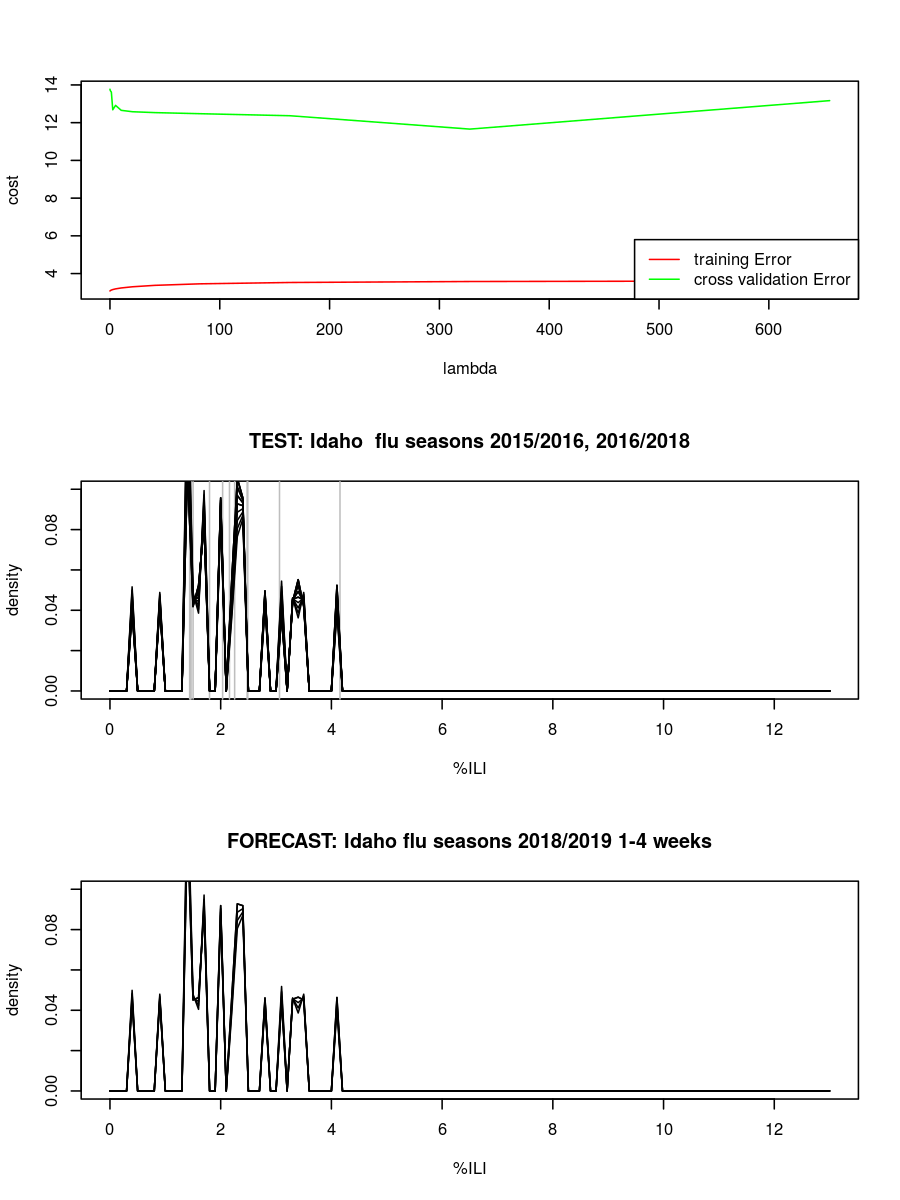 14
12
10
8
6
4
cost
training Error
cross validation Error
0 100 200 300 400 500 600
lambda
TEST: Idaho  flu seasons 2015/2016, 2016/2018
0.08
0.04
0.00
density
0 2 4 6 8 10 12
%ILI
FORECAST: Idaho flu seasons 2018/2019 1-4 weeks
0.08
0.04
0.00
density
0 2 4 6 8 10 12
%ILI